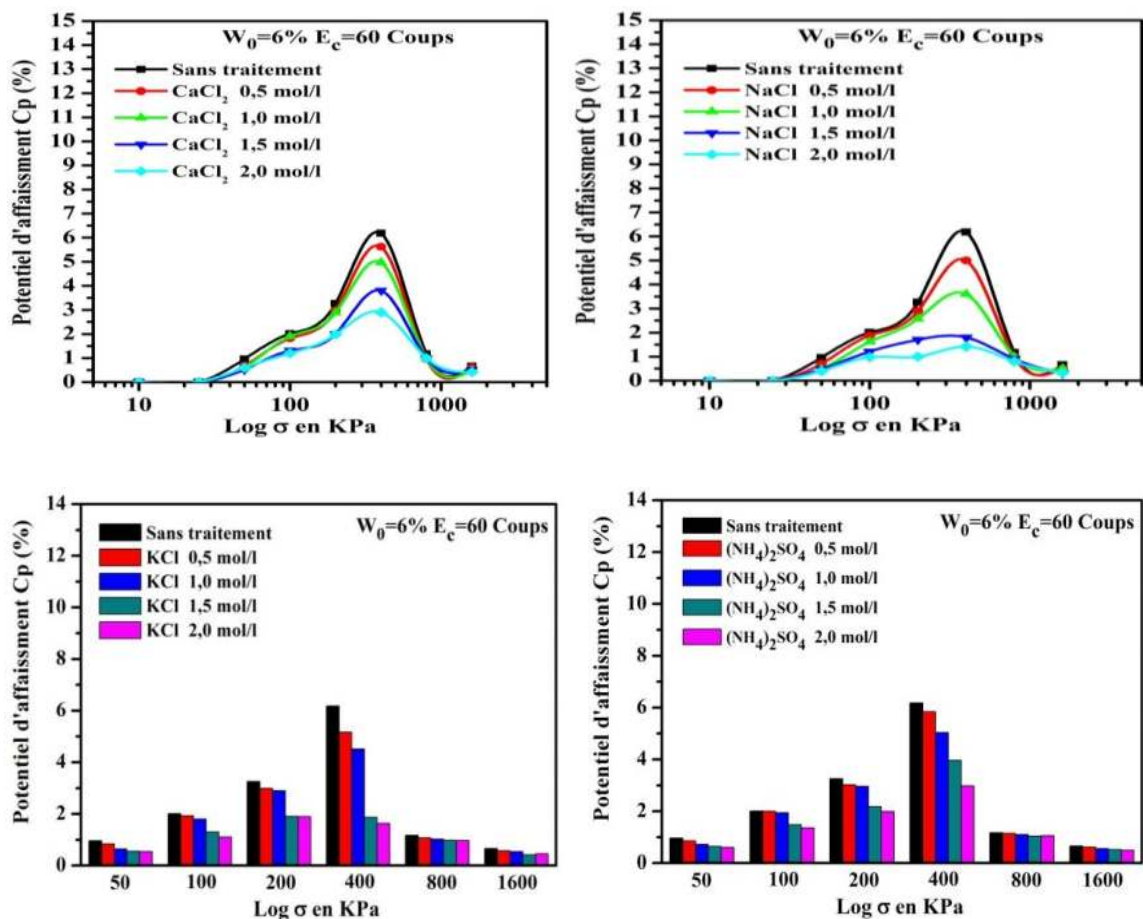 W₀=6% E_c=60 Coups
Sans traitement
CaCl₂ 0,5 mol/l
CaCl₂ 1,0 mol/l
CaCl₂ 1,5 mol/l
CaCl₂ 2,0 mol/l
Potentiel d'affaissment Cp (%)
15
14
13
12
11
10
9
8
7
6
5
4
3
2
1
0
10 100 1000
Log σ en KPa
W₀=6% E_c=60 Coups
Sans traitement
NaCl 0,5 mol/l
NaCl 1,0 mol/l
NaCl 1,5 mol/l
NaCl 2,0 mol/l
Potentiel d'affaissment Cp (%)
15
14
13
12
11
10
9
8
7
6
5
4
3
2
1
0
10 100 1000
Log σ en KPa
W₀=6% E_c=60 Coups
Sans traitement
KCl 0,5 mol/l
KCl 1,0 mol/l
KCl 1,5 mol/l
KCl 2,0 mol/l
Potentiel d'affaissment Cp (%)
14
12
10
8
6
4
2
0
50 100 200 400 800 1600
Log σ en KPa
W₀=6% E_c=60 Coups
Sans traitement
(NH₄)₂SO₄ 0,5 mol/l
(NH₄)₂SO₄ 1,0 mol/l
(NH₄)₂SO₄ 1,5 mol/l
(NH₄)₂SO₄ 2,0 mol/l
Potentiel d'affaissment Cp (%)
14
12
10
8
6
4
2
0
50 100 200 400 800 1600
Log σ en KPa